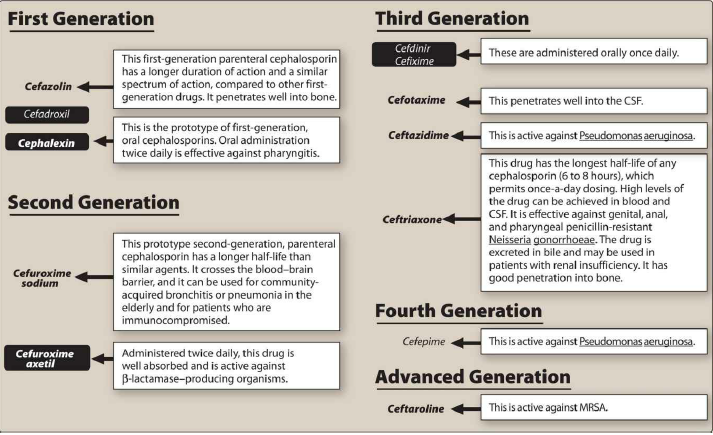 First Generation
Cefazolin
This first-generation parenteral cephalosporin
has a longer duration of action and a similar
spectrum of action, compared to other first-
generation drugs. It penetrates well into bone.
Cefadroxil
Cephalexin
This is the prototype of first-generation,
oral cephalosporins. Oral administration
twice daily is effective against pharyngitis.
Second Generation
Cefuroxime
sodium
This prototype second-generation, parenteral
cephalosporin has a longer half-life than
similar agents. It crosses the blood–brain
barrier, and it can be used for community-
acquired bronchitis or pneumonia in the
elderly and for patients who are
immunocompromised.
Cefuroxime
axetil
Administered twice daily, this drug is
well absorbed and is active against
β-lactamase–producing organisms.
Third Generation
Cefdinir
Cefixime
These are administered orally once daily.
Cefotaxime
This penetrates well into the CSF.
Ceftazidime
This is active against Pseudomonas aeruginosa.
Ceftriaxone
This drug has the longest half-life of any
cephalosporin (6 to 8 hours), which
permits once-a-day dosing. High levels of
the drug can be achieved in blood and
CSF. It is effective against genital, anal,
and pharyngeal penicillin-resistant
Neisseria gonorrhoeae. The drug is
excreted in bile and may be used in
patients with renal insufficiency. It has
good penetration into bone.
Fourth Generation
Cefepime
This is active against Pseudomonas aeruginosa.
Advanced Generation
Ceftaroline
This is active against MRSA.